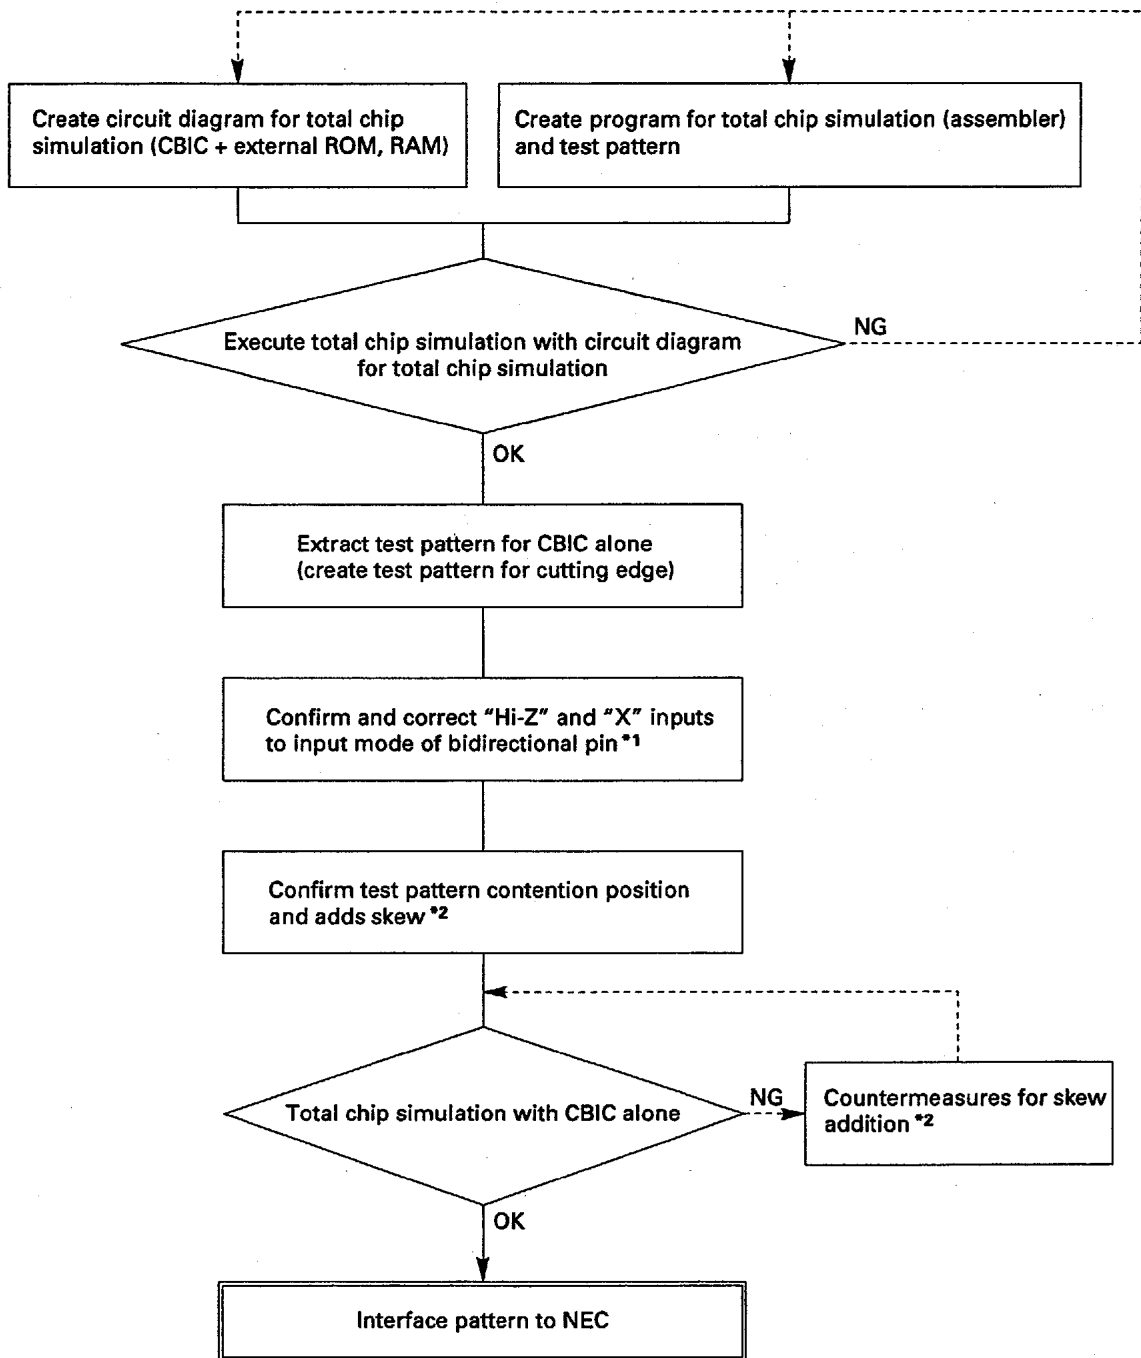 Create circuit diagram for total chip
simulation (CBIC + external ROM, RAM)
Create program for total chip simulation (assembler)
and test pattern
Execute total chip simulation with circuit diagram
for total chip simulation
NG
OK
Extract test pattern for CBIC alone
(create test pattern for cutting edge)
Confirm and correct "Hi-Z" and "X" inputs
to input mode of bidirectional pin *1
Confirm test pattern contention position
and adds skew *2
Total chip simulation with CBIC alone
NG
Countermeasures for skew
addition *2
OK
Interface pattern to NEC